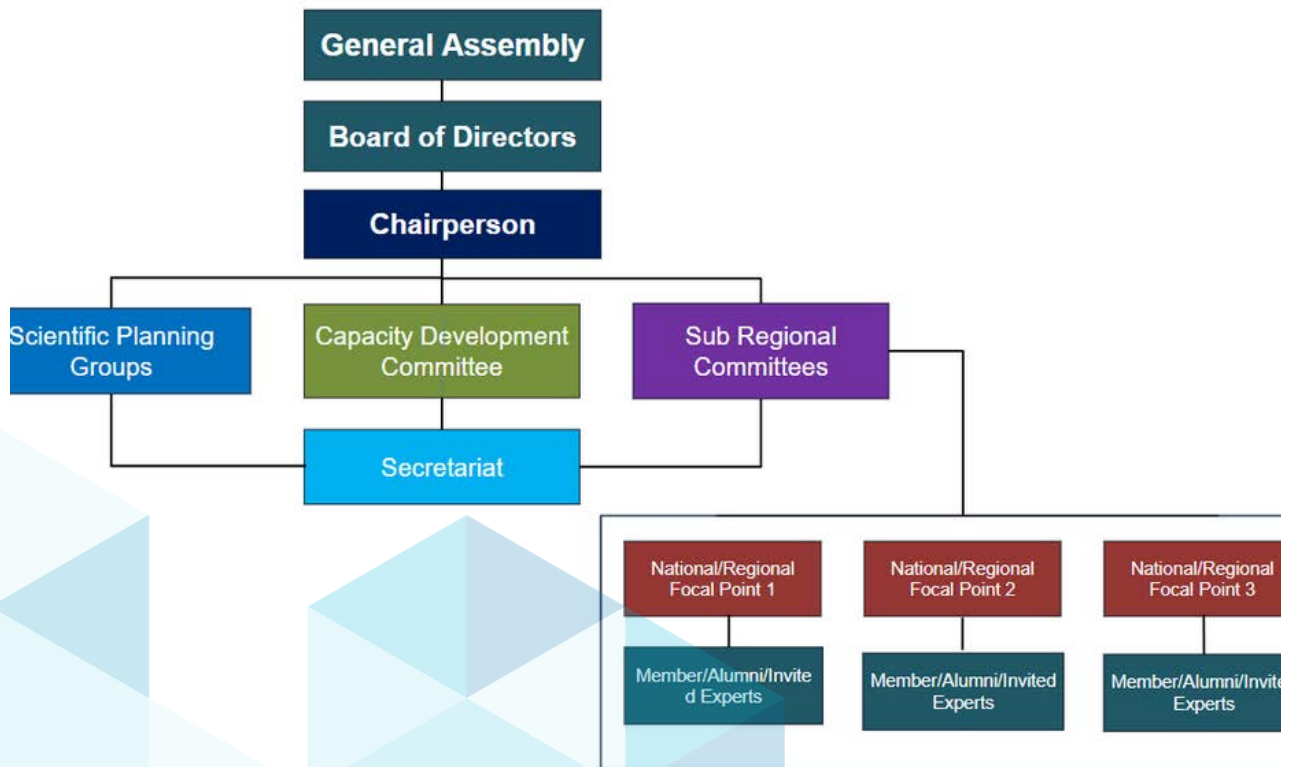 General Assembly
Board of Directors
Chairperson
Scientific Planning
Groups
Capacity Development
Committee
Sub Regional
Committees
Secretariat
National/Regional
Focal Point 1
National/Regional
Focal Point 2
National/Regional
Focal Point 3
Member/Alumni/Invite
d Experts
Member/Alumni/Invited
Experts
Member/Alumni/Invite
Experts